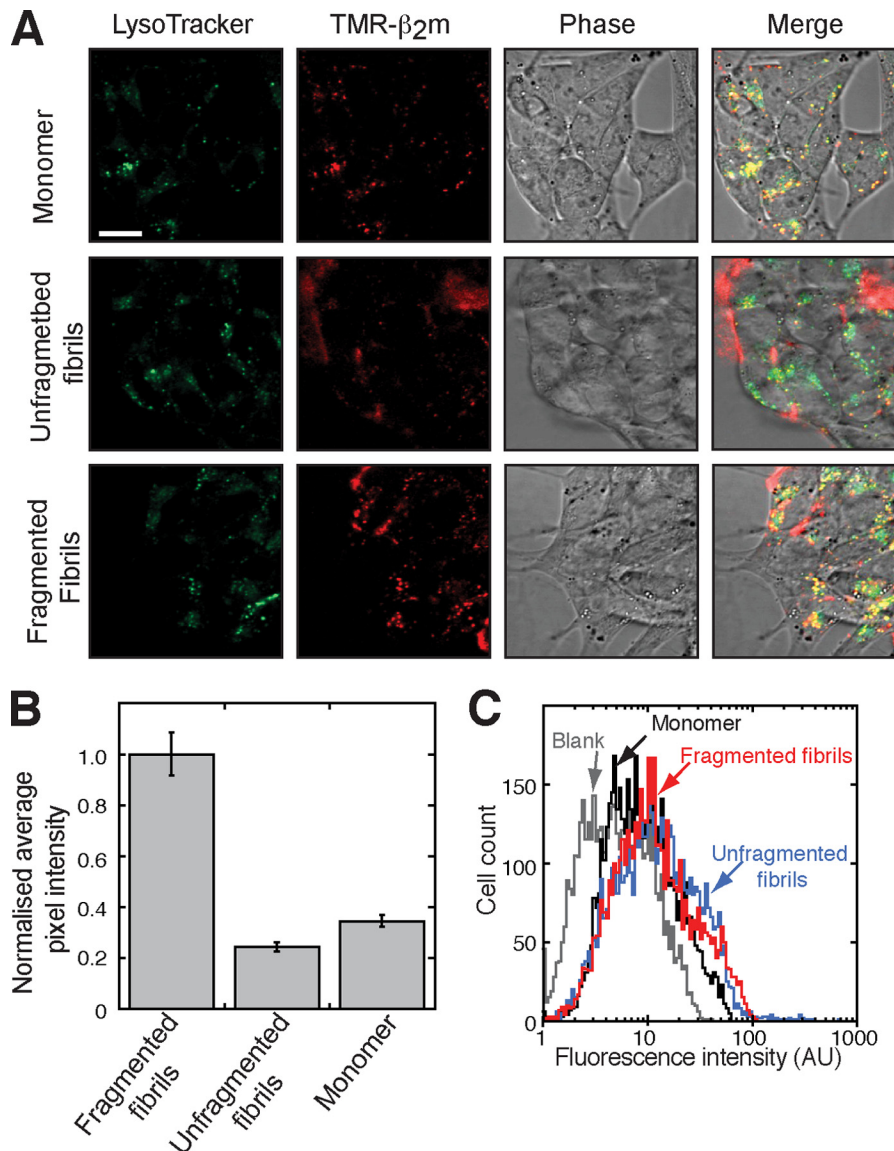 A
LysoTracker
TMR-β₂m
Phase
Merge
Monomer
Unfragmetbed
fibrils
Fragmented
Fibrils
B
Normalised average
pixel intensity
1.0
0.8
0.6
0.4
0.2
0
Fragmented
fibrils
Unfragmented
fibrils
Monomer
C
Cell count
150
100
50
0
Blank
Monomer
Fragmented fibrils
Unfragmented
fibrils
1
10
100
1000
Fluorescence intensity (AU)